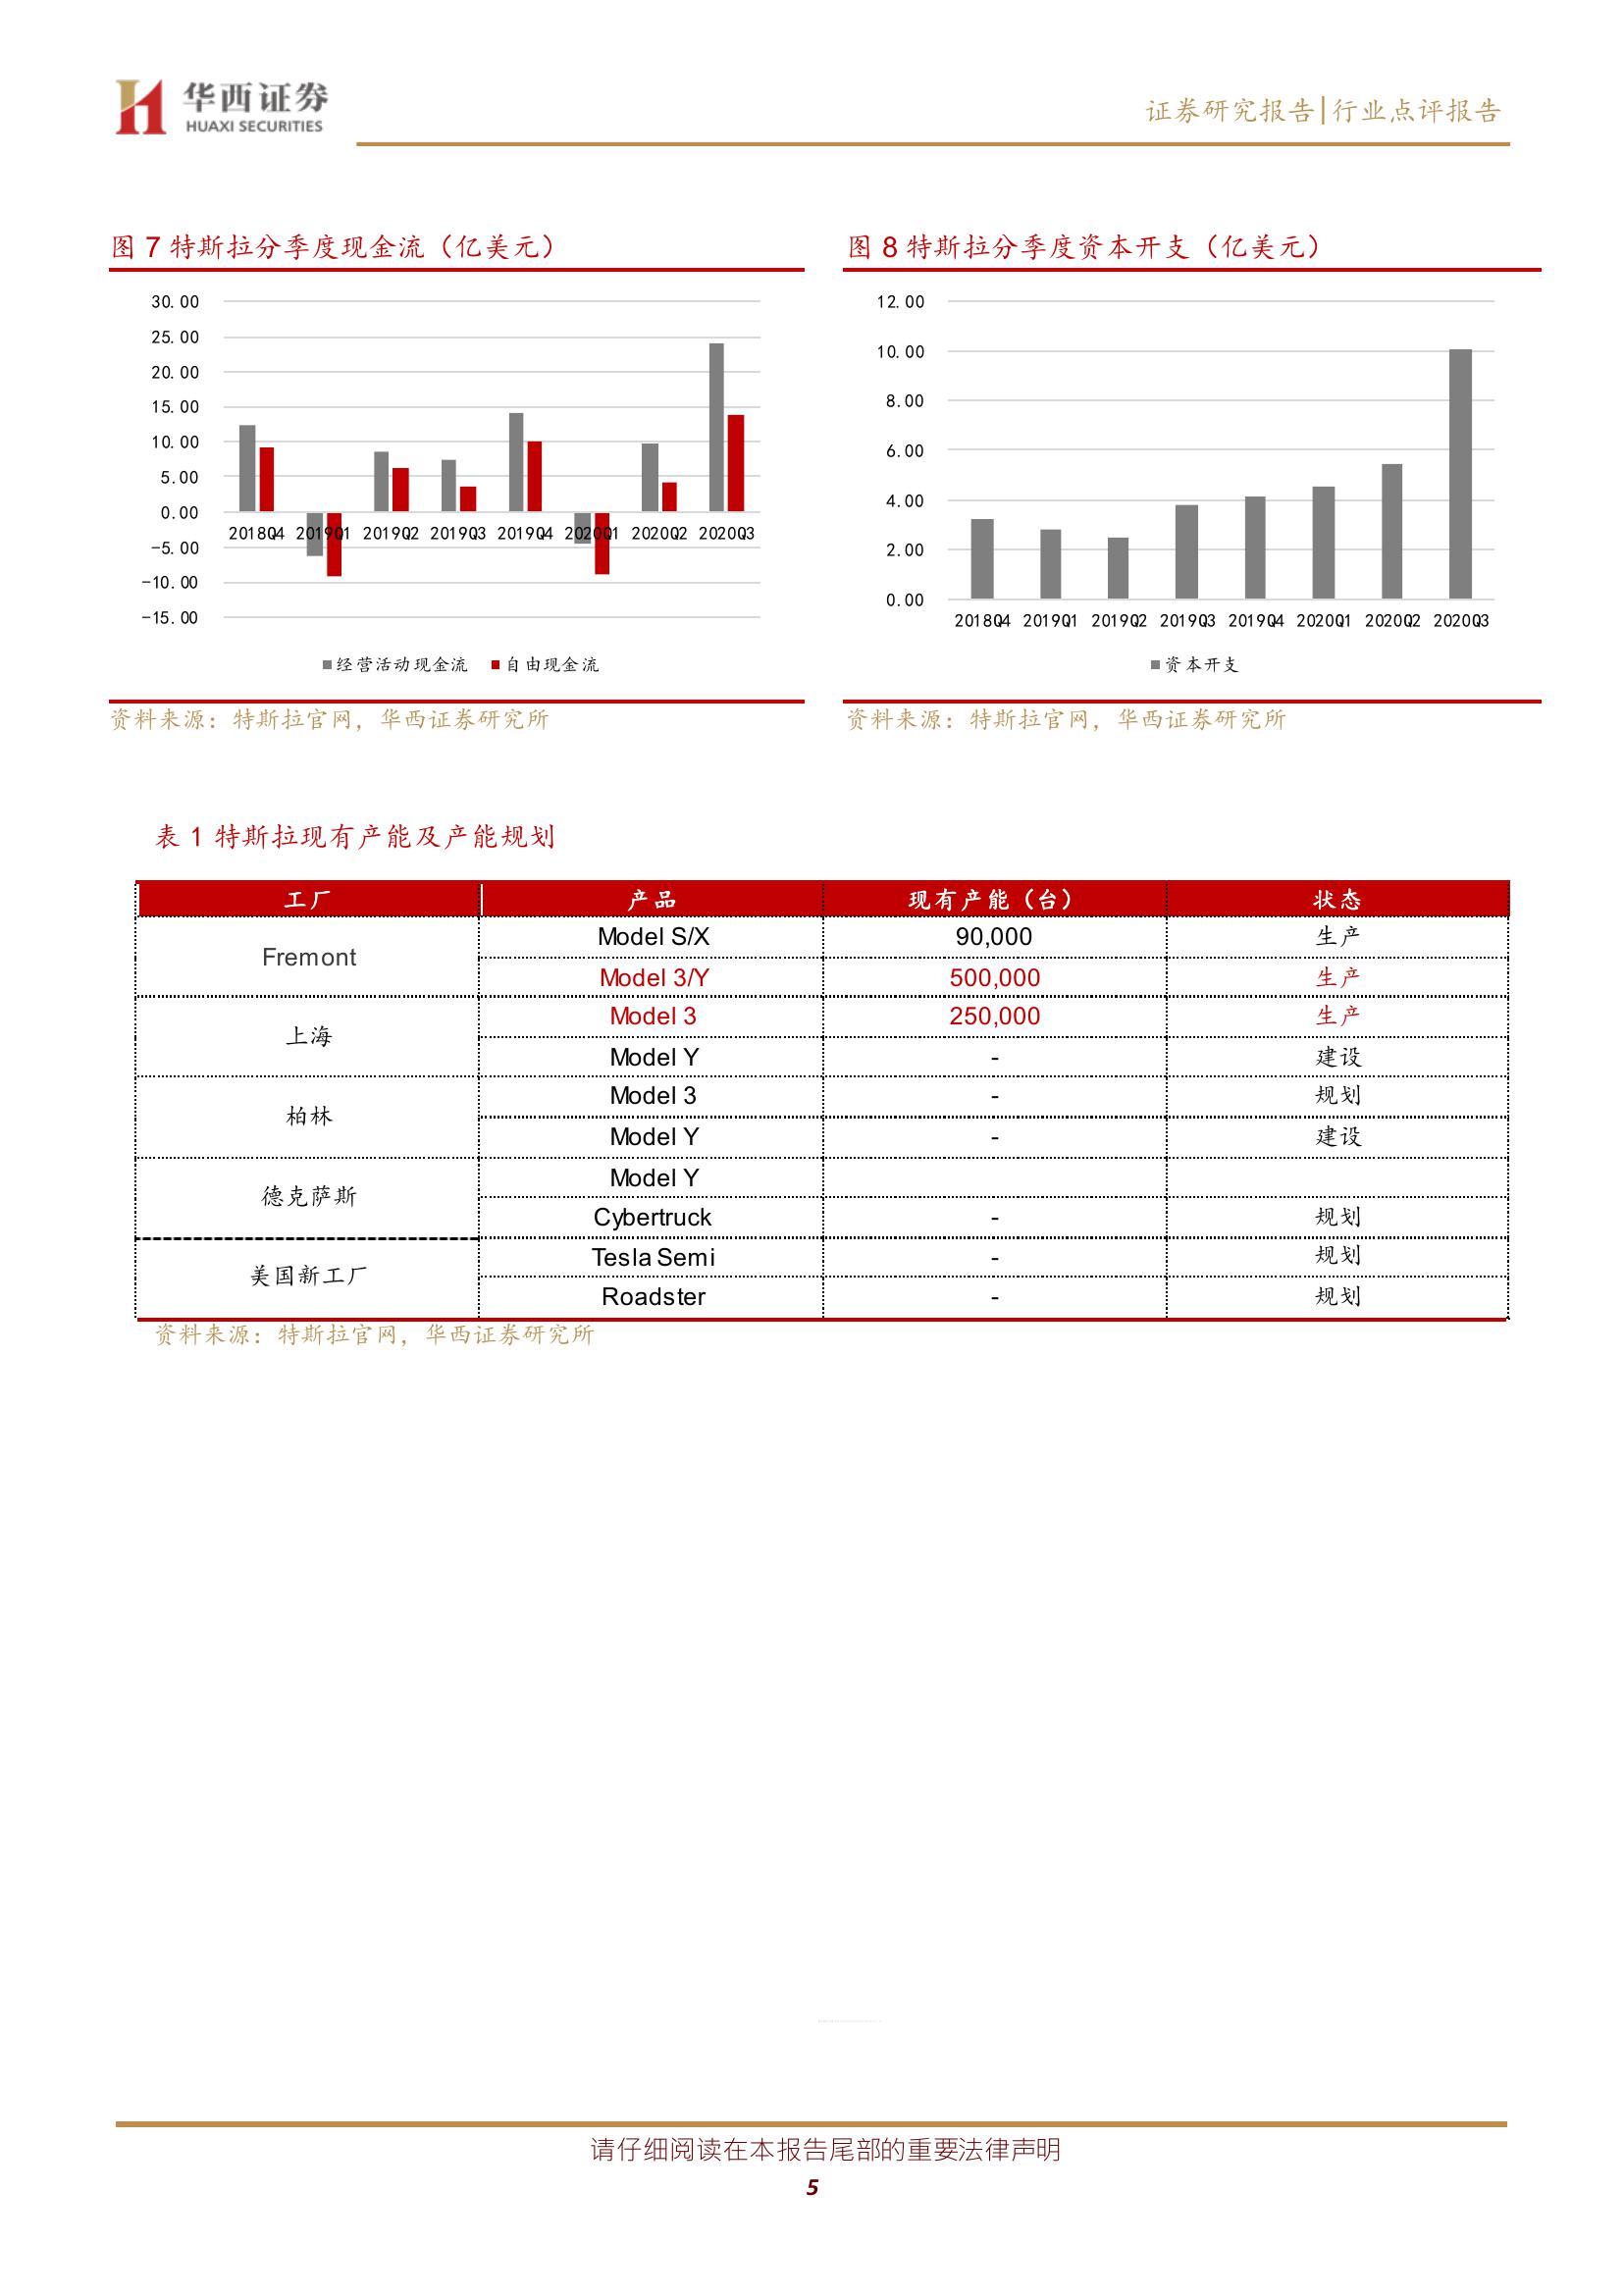 华西证券
HUAXI SECURITIES
证券研究报告|行业点评报告
图 7 特斯拉分季度现金流（亿美元）
30.00
25.00
20.00
15.00
10.00
5.00
0.00
-5.00
-10.00
-15.00
2018Q4 2019Q1 2019Q2 2019Q3 2019Q4 2020Q1 2020Q2 2020Q3
经营活动现金流 自由现金流
资料来源：特斯拉官网，华西证券研究所
图 8 特斯拉分季度资本开支（亿美元）
12.00
10.00
8.00
6.00
4.00
2.00
0.00
2018Q4 2019Q1 2019Q2 2019Q3 2019Q4 2020Q1 2020Q2 2020Q3
资本开支
资料来源：特斯拉官网，华西证券研究所
表 1 特斯拉现有产能及产能规划
工厂 产品 现有产能（台） 状态
Fremont Model S/X 90,000 生产
Model 3/Y 500,000 生产
上海 Model 3 250,000 生产
Model Y - 建设
柏林 Model 3 - 规划
Model Y - 建设
德克萨斯 Model Y
Cybertruck - 规划
美国新工厂 Tesla Semi - 规划
Roadster - 规划
资料来源：特斯拉官网，华西证券研究所
请仔细阅读在本报告尾部的重要法律声明
5